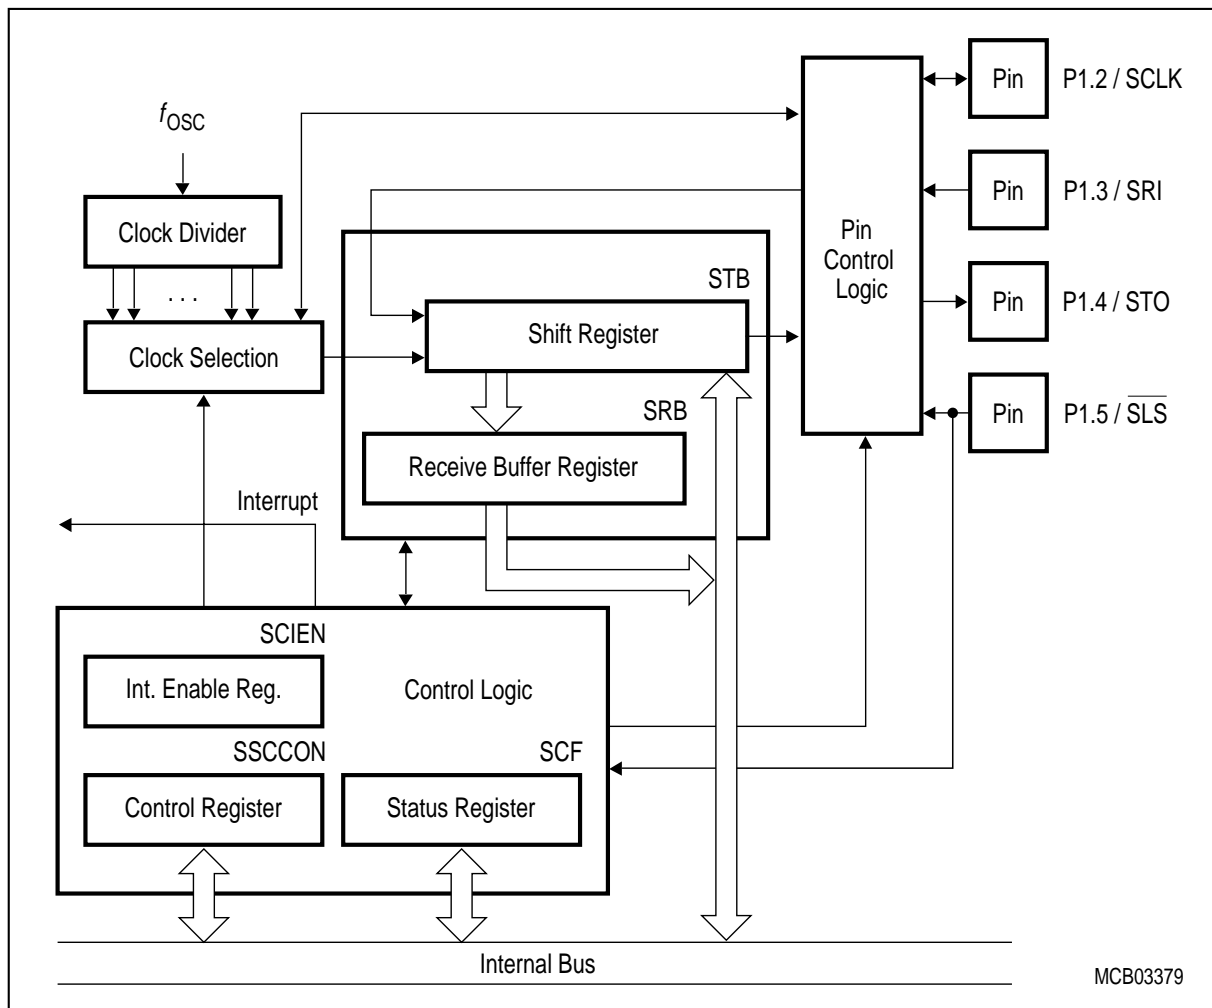 Pin P1.2 / SCLK
fOSC
Pin P1.3 / SRI
Clock Divider
Pin
Control
Logic
. . .
STB
Pin P1.4 / STO
Shift Register
Clock Selection
SRB
Pin P1.5 / S̅L̅S̅
Receive Buffer Register
Interrupt
SCIEN
Int. Enable Reg.
Control Logic
SSCCON
SCF
Control Register
Status Register
Internal Bus
MCB03379